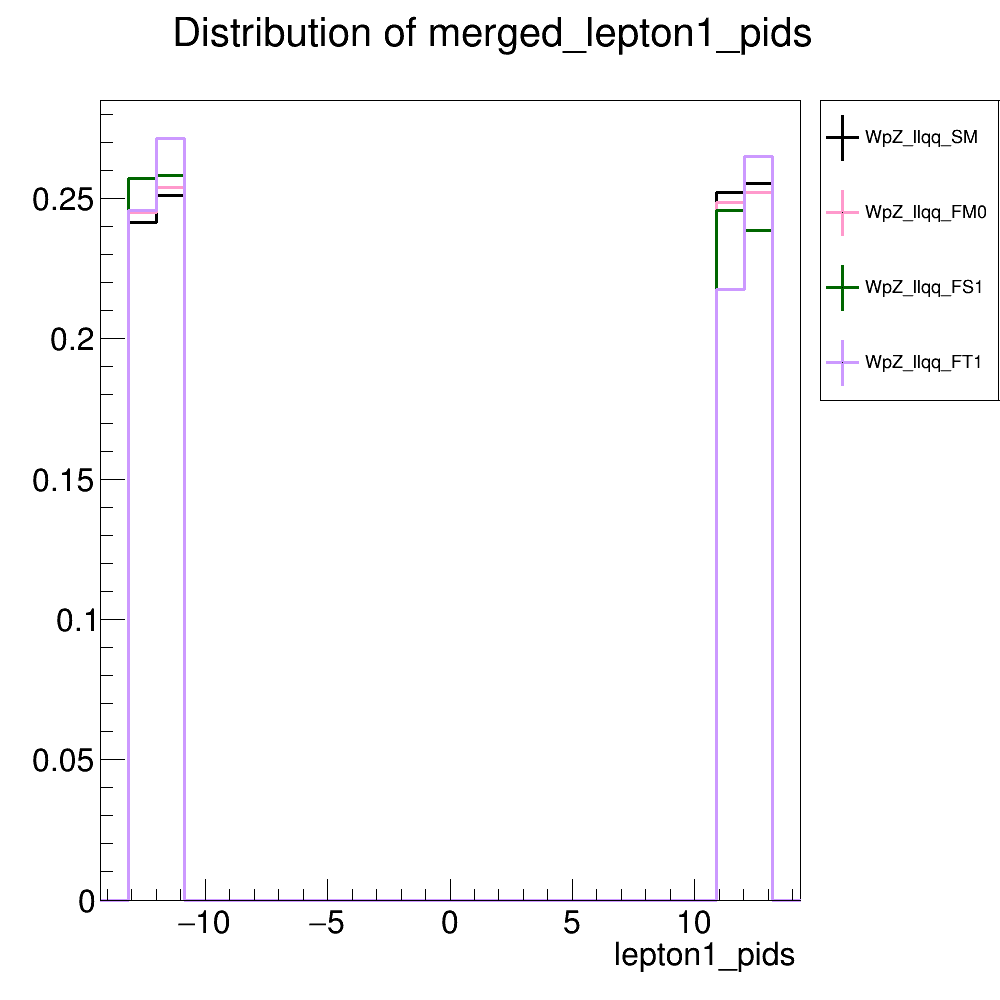 Distribution of merged_lepton1_pids
WpZ_llqq_SM
WpZ_llqq_FM0
WpZ_llqq_FS1
WpZ_llqq_FT1
0.25
0.2
0.15
0.1
0.05
0
−10 −5 0 5 10
lepton1_pids